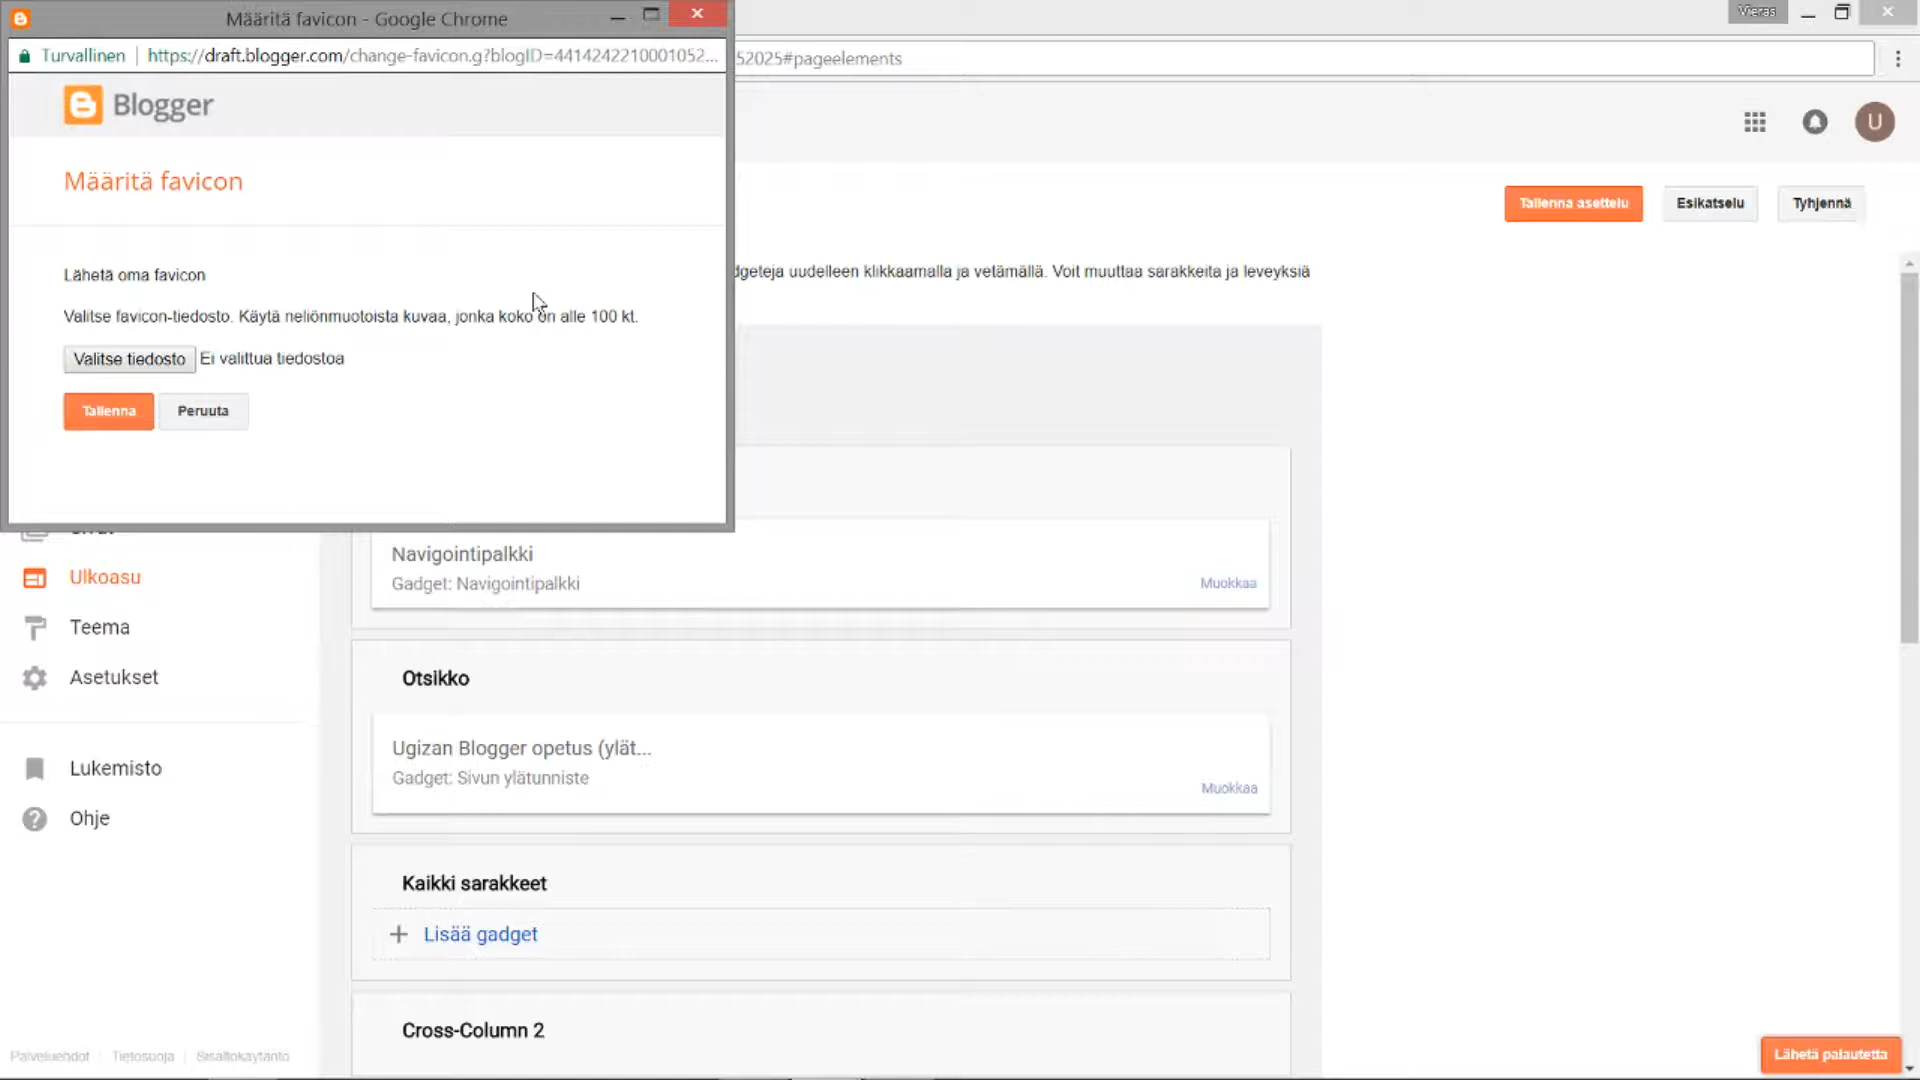 Määritä favicon - Google Chrome
Vieras
Turvallinen https://draft.blogger.com/change-favicon.g?blogID=4414242210001052...
52025#pageelements
Blogger
U
Määritä favicon
Tallenna asettelu
Esikatselu
Tyhjennä
Lähetä oma favicon
dgeteja uudelleen klikkaamalla ja vetämällä. Voit muuttaa sarakkeita ja leveyksiä
Valitse favicon-tiedosto. Käytä neliönmuotoista kuvaa, jonka koko on alle 100 kt.
Valitse tiedosto Ei valittua tiedostoa
Tallenna
Peruuta
Ulkoasu
Teema
Asetukset
Lukemisto
Ohje
Navigointipalkki
Gadget: Navigointipalkki
Muokkaa
Otsikko
Ugizan Blogger opetus (ylät...
Gadget: Sivun ylätunniste
Muokkaa
Kaikki sarakkeet
Lisää gadget
Cross-Column 2
Palveluehdot
Tietosuoja
Sisältökäytäntö
Lähetä palautetta